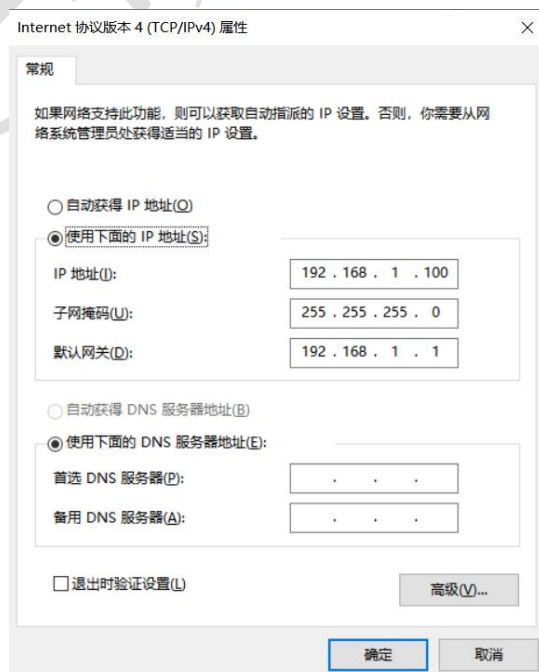 Internet 协议版本 4 (TCP/IPv4) 属性
常规
如果网络支持此功能，则可以获取自动指派的 IP 设置。否则，你需要从网
络系统管理员处获得适当的 IP 设置。
自动获得 IP 地址(O)
使用下面的 IP 地址(S):
IP 地址(I): 192 . 168 . 1 . 100
子网掩码(U): 255 . 255 . 255 . 0
默认网关(D): 192 . 168 . 1 . 1
自动获得 DNS 服务器地址(B)
使用下面的 DNS 服务器地址(E):
首选 DNS 服务器(P): . . .
备用 DNS 服务器(A): . . .
退出时验证设置(L)
高级(V)...
确定 取消